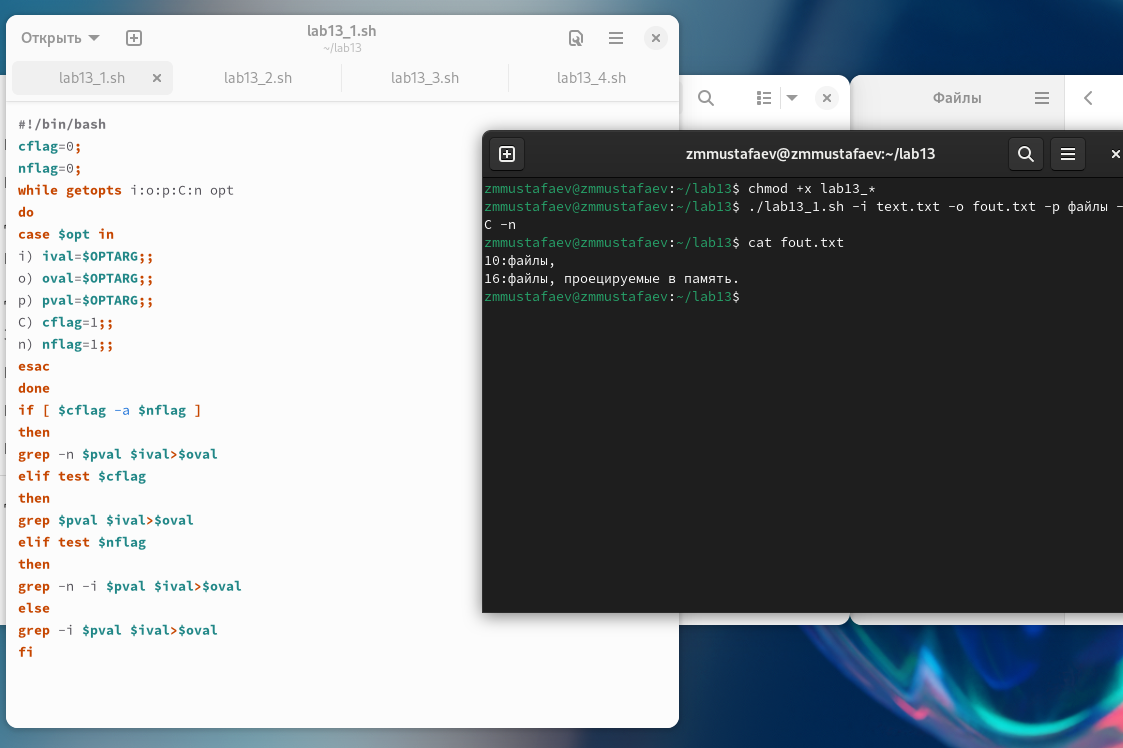 Открыть
lab13_1.sh
~/lab13
lab13_1.sh
lab13_2.sh
lab13_3.sh
lab13_4.sh
#!/bin/bash
cflag=0;
nflag=0;
while getopts i:o:p:C:n opt
do
case $opt in
i) ival=$OPTARG;;
o) oval=$OPTARG;;
p) pval=$OPTARG;;
C) cflag=1;;
n) nflag=1;;
esac
done
if [ $cflag -a $nflag ]
then
grep -n $pval $ival>$oval
elif test $cflag
then
grep $pval $ival>$oval
elif test $nflag
then
grep -n -i $pval $ival>$oval
else
grep -i $pval $ival>$oval
fi
Файлы
zmmustafaev@zmmustafaev:~/lab13
zmmustafaev@zmmustafaev:~/lab13$ chmod +x lab13_*
zmmustafaev@zmmustafaev:~/lab13$ ./lab13_1.sh -i text.txt -o fout.txt -p файлы -
C -n
zmmustafaev@zmmustafaev:~/lab13$ cat fout.txt
10:файлы,
16:файлы, проецируемые в память.
zmmustafaev@zmmustafaev:~/lab13$